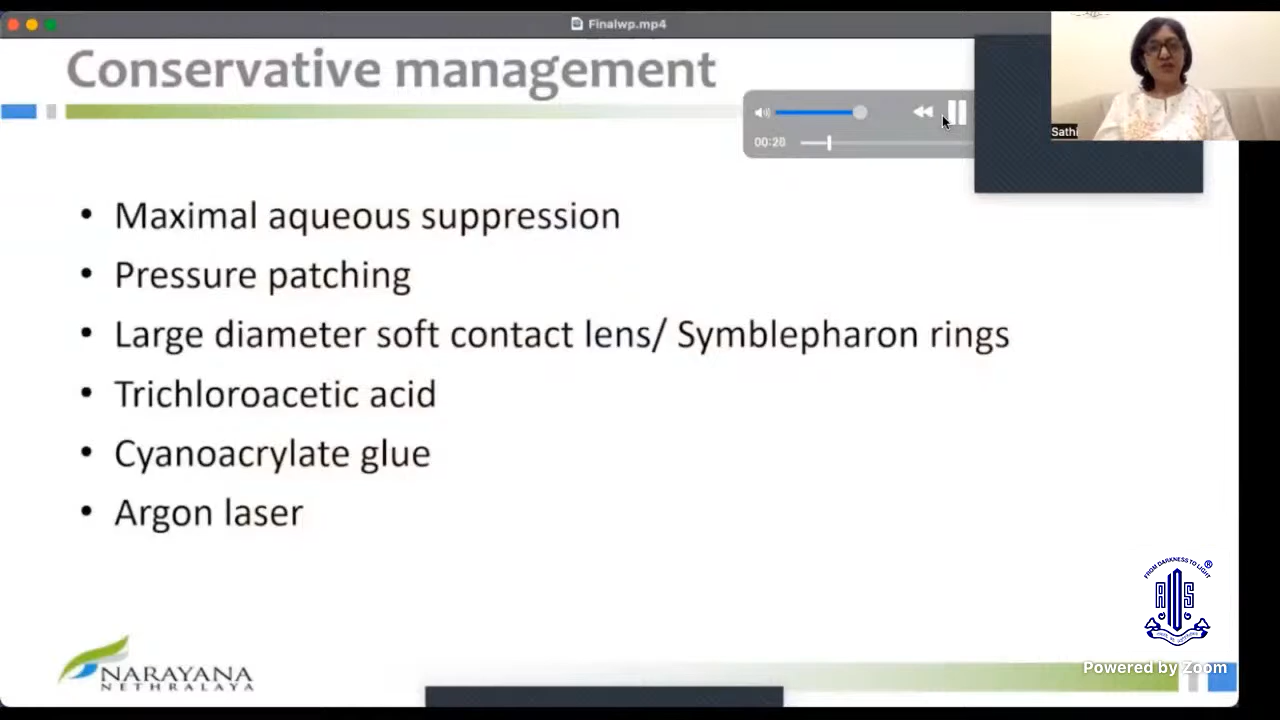 Finalwp.mp4
Conservative management
00:28
Sathi
• Maximal aqueous suppression
• Pressure patching
• Large diameter soft contact lens/ Symblepharon rings
• Trichloroacetic acid
• Cyanoacrylate glue
• Argon laser
FROM DARKNESS TO LIGHT
®
AIOS
Powered by Zoom
NARAYANA
NETHRALAYA